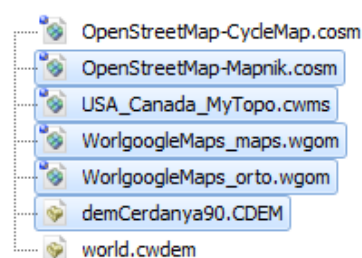 OpenStreetMap-CycleMap.cosm
OpenStreetMap-Mapnik.cosm
USA_Canada_MyTopo.cwms
WorlgoogleMaps_maps.wgom
WorlgoogleMaps_orto.wgom
demCerdanya90.CDEM
world.cwdem